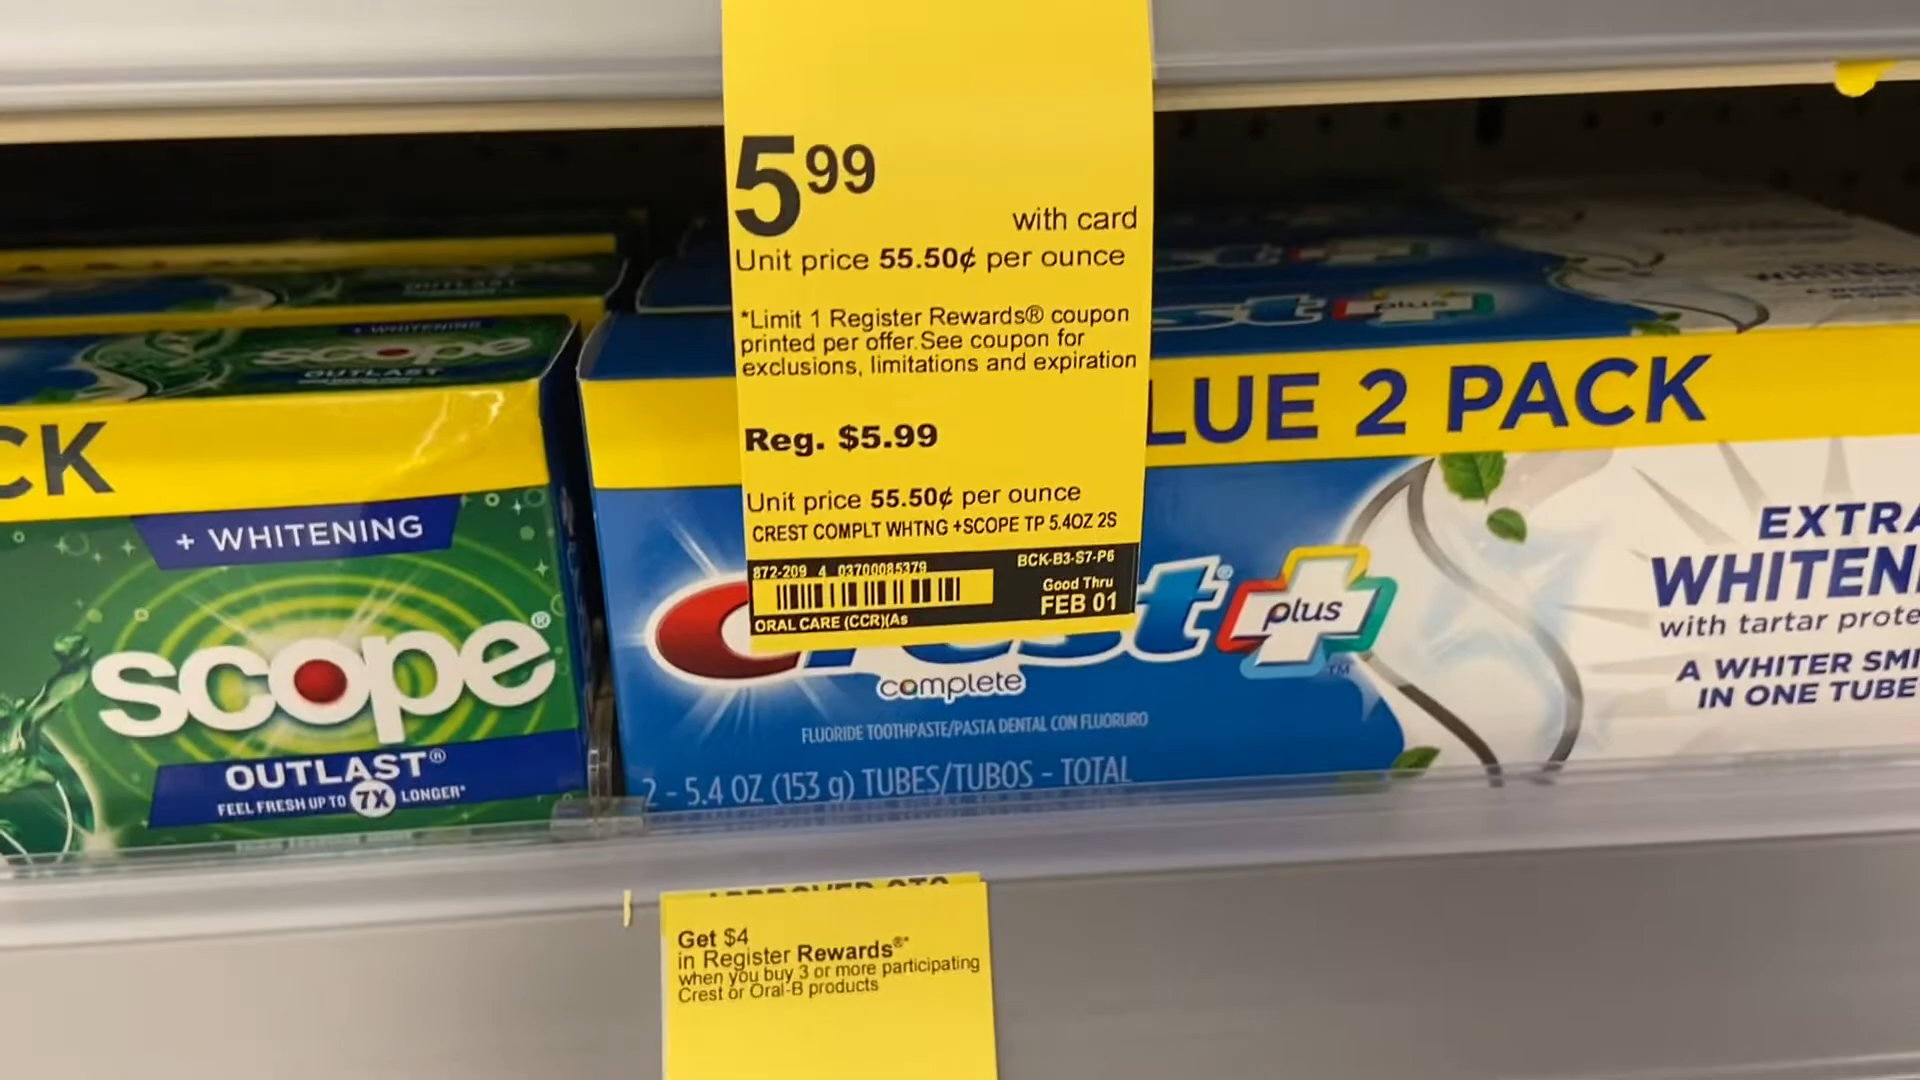 5 99
with card
Unit price 55.50¢ per ounce
*Limit 1 Register Rewards® coupon
printed per offer. See coupon for
exclusions, limitations and expiration
Reg. $5.99
Unit price 55.50¢ per ounce
CREST COMPLT WHTNG +SCOPE TP 5.4OZ 2S
872-209 4 03700085379
BCK-B3-S7-P6
Good Thru
FEB 01
ORAL CARE (CCR)(As
+ WHITENING
scope
OUTLAST
CK
+ WHITENING
scope®
OUTLAST®
FEEL FRESH UP TO 7X LONGER*
plus
LUE 2 PACK
Crest® plus™
complete
FLUORIDE TOOTHPASTE/PASTA DENTAL CON FLUORURO
2 - 5.4 OZ (153 g) TUBES/TUBOS - TOTAL
EXTRA
WHITEN
with tartar prote
A WHITER SMI
IN ONE TUBE
Get $4
in Register Rewards®*
when you buy 3 or more participating
Crest or Oral-B products